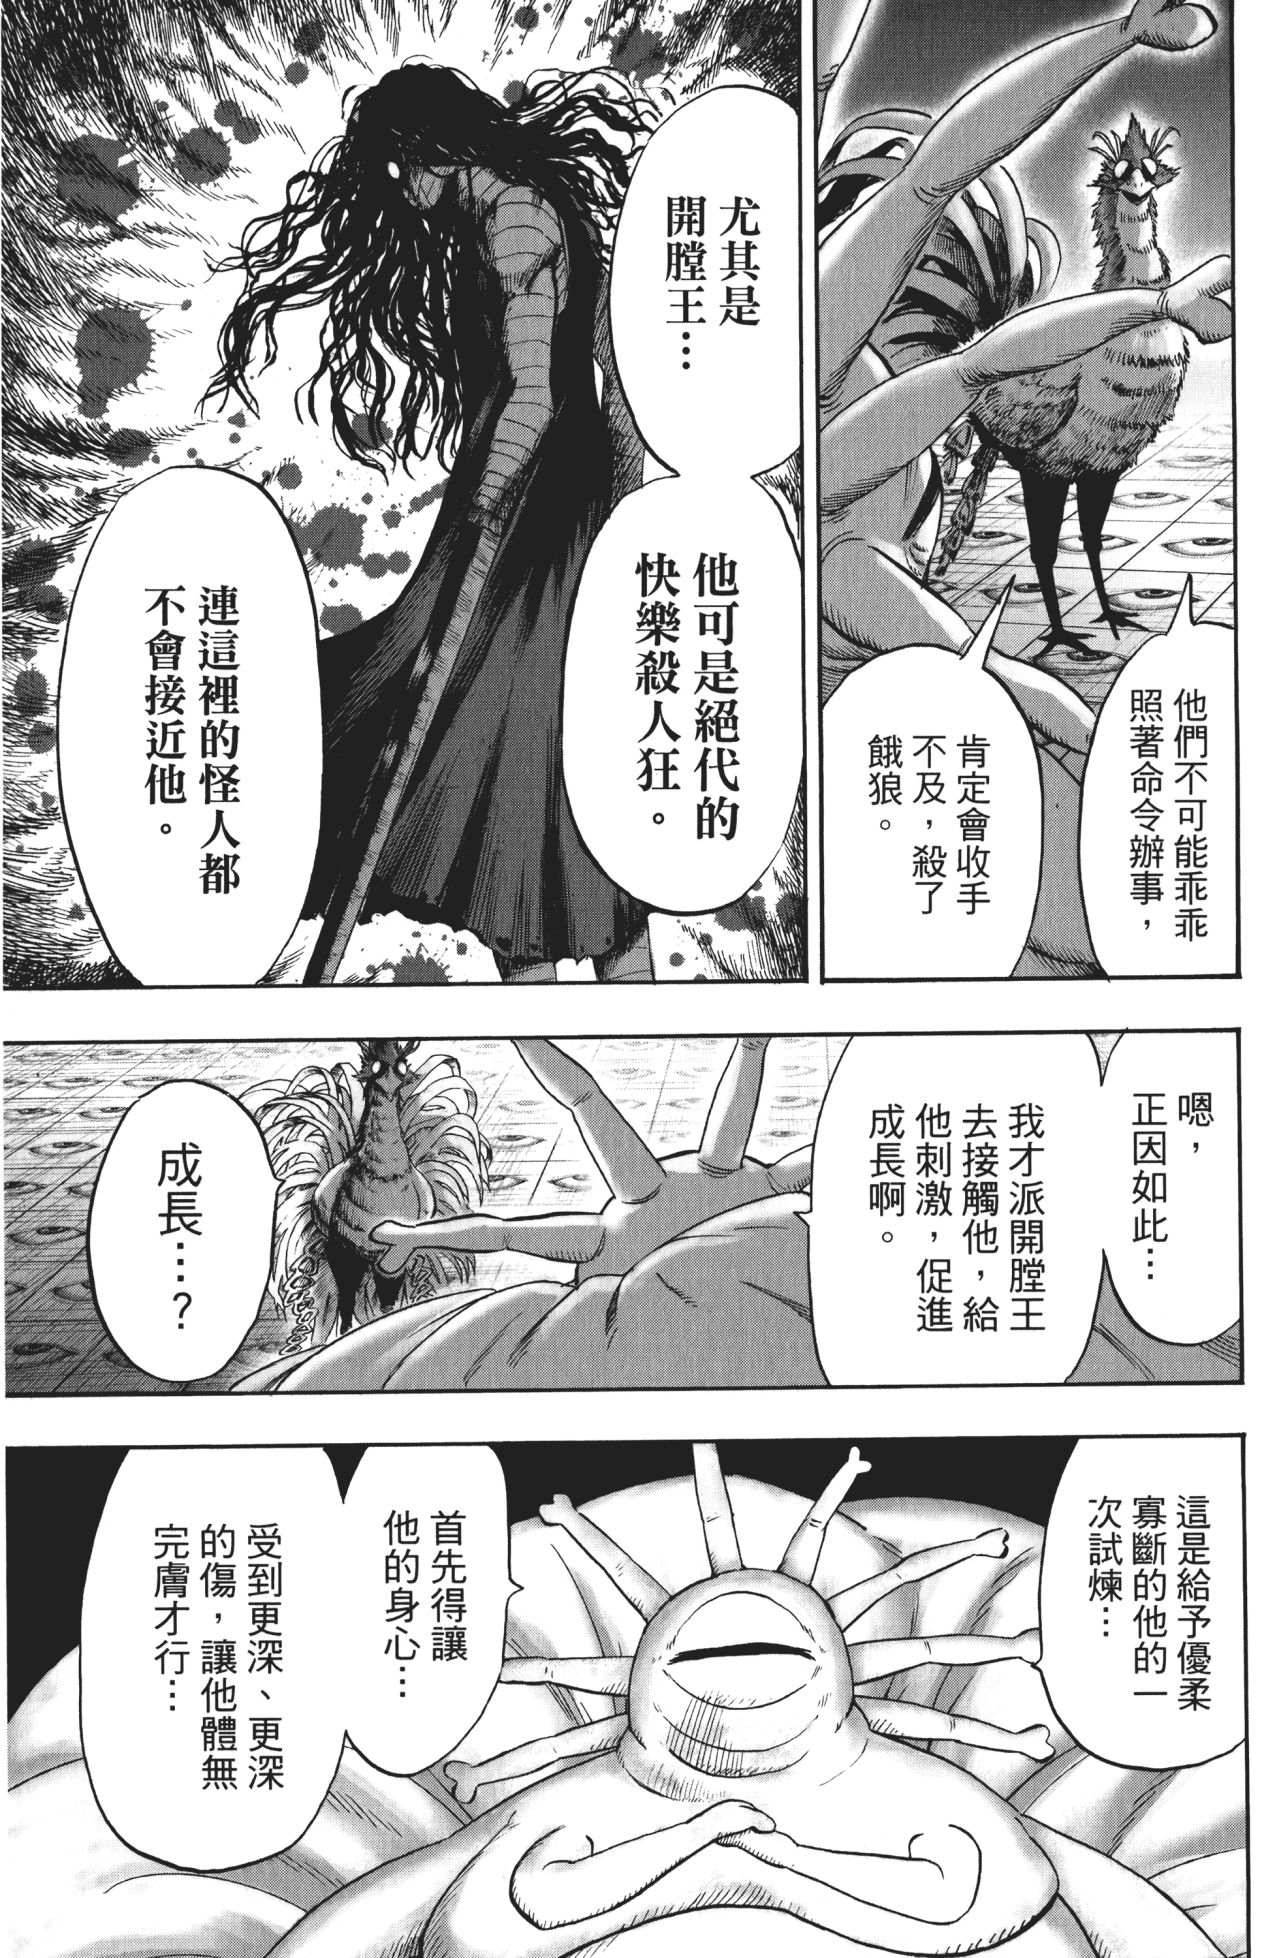 他們不可能乖乖
照著命令辦事，
肯定會收手
不及，殺了
餓狼。
尤其是
開膛王…
他可是絕代的
快樂殺人狂。
連這裡的怪人都
不會接近他。
嗯，
正因如此…
我才派開膛王
去接觸他，給
他刺激，促進
成長啊。
成長…？
這是給予優柔
寡斷的他的一
次試煉…
首先得讓
他的身心…
受到更深、更深
的傷，讓他體無
完膚才行…